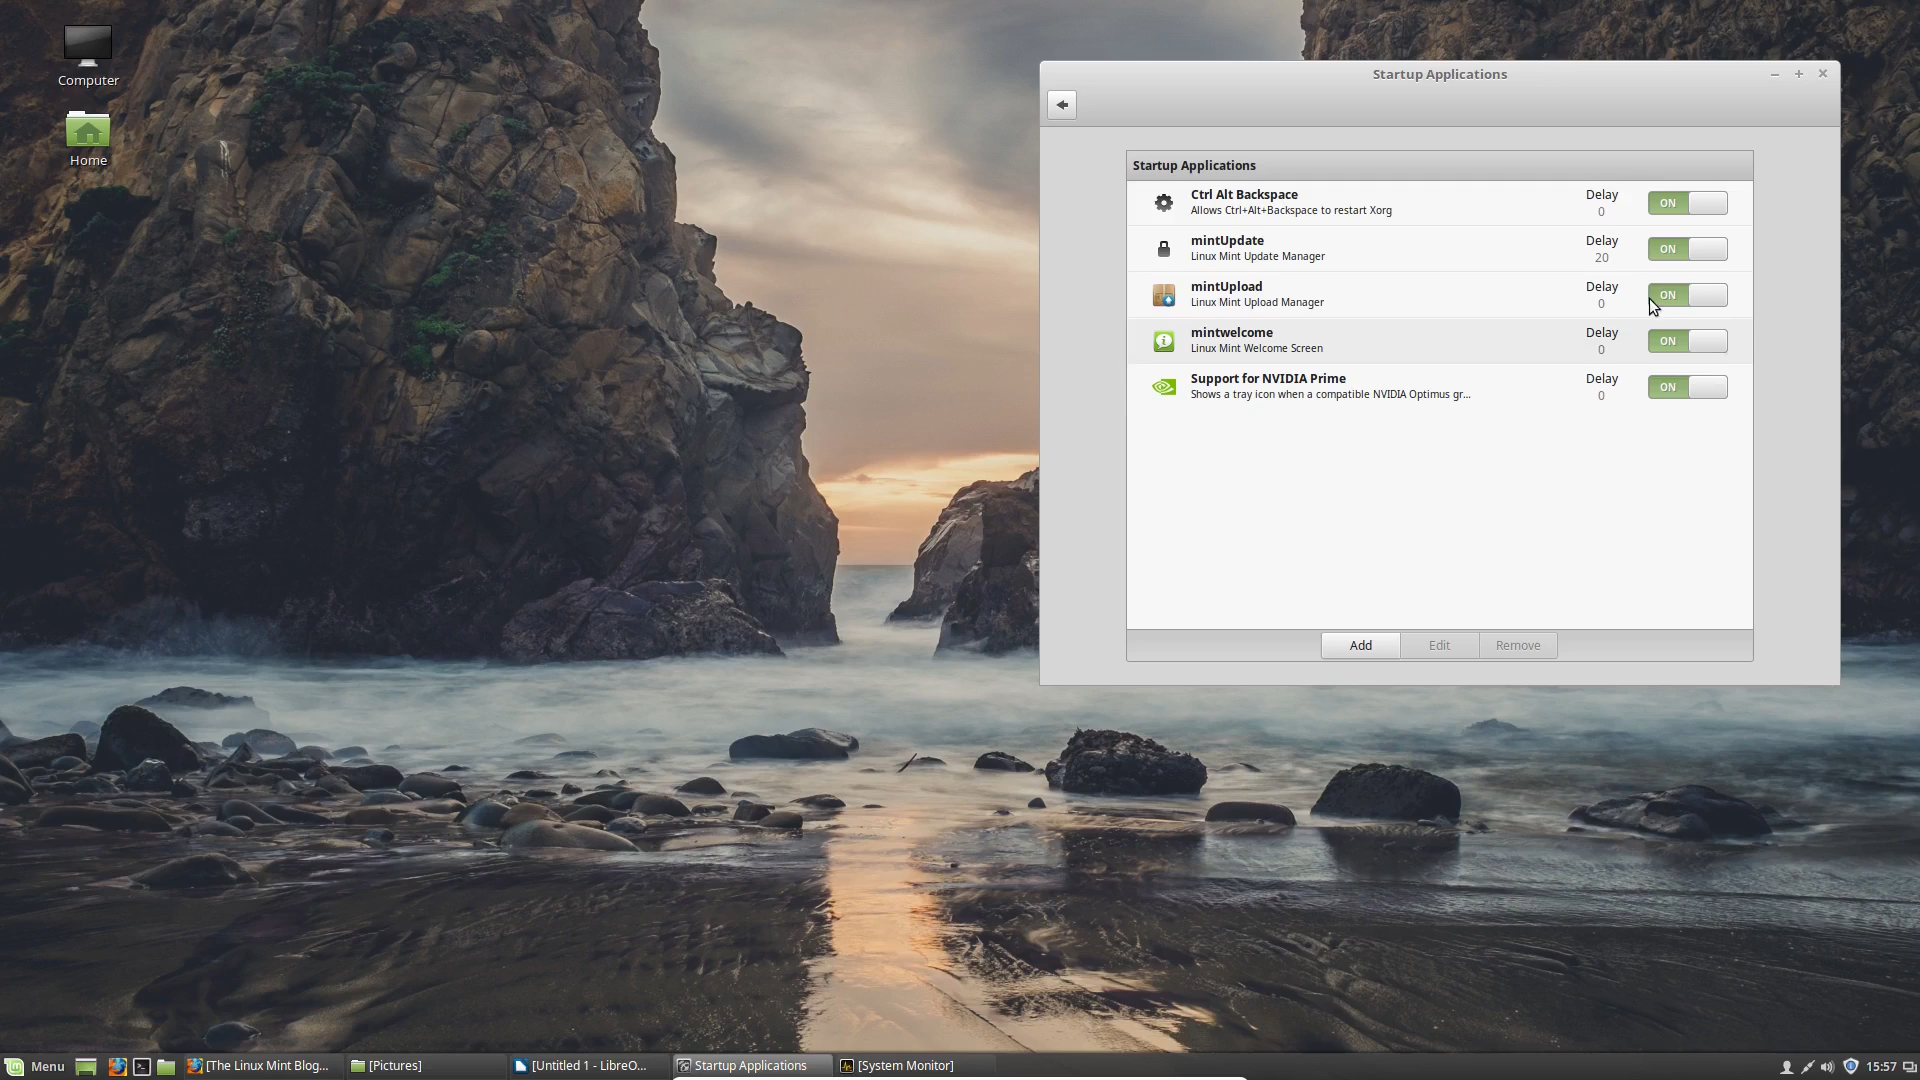 Computer
Home
Startup Applications
Startup Applications
Ctrl Alt Backspace
Allows Ctrl+Alt+Backspace to restart Xorg
Delay
0
ON
mintUpdate
Linux Mint Update Manager
Delay
20
ON
mintUpload
Linux Mint Upload Manager
Delay
0
ON
mintwelcome
Linux Mint Welcome Screen
Delay
0
ON
Support for NVIDIA Prime
Shows a tray icon when a compatible NVIDIA Optimus gr...
Delay
0
ON
Add
Edit
Remove
Menu
[The Linux Mint Blog...
[Pictures]
[Untitled 1 - LibreO...
Startup Applications
[System Monitor]
15:57